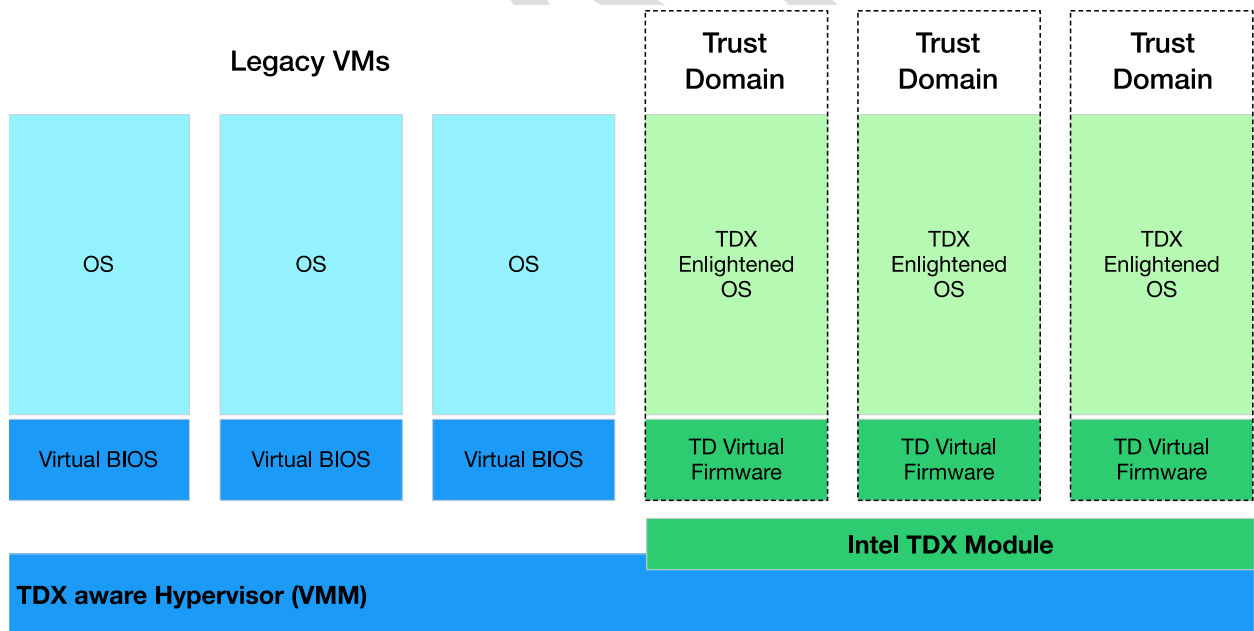 Legacy VMs
Trust
Domain
Trust
Domain
Trust
Domain
OS
OS
OS
TDX
Enlightened
OS
TDX
Enlightened
OS
TDX
Enlightened
OS
Virtual BIOS
Virtual BIOS
Virtual BIOS
TD Virtual
Firmware
TD Virtual
Firmware
TD Virtual
Firmware
Intel TDX Module
TDX aware Hypervisor (VMM)